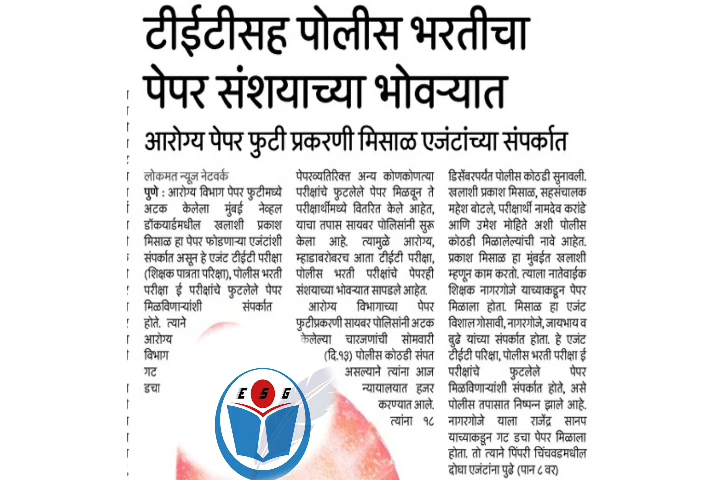 टीईटीसह पोलीस भरतीचा
पेपर संशयाच्या भोवऱ्यात
आरोग्य पेपर फुटी प्रकरणी मिसाळ एजंटांच्या संपर्कात
लोकमत न्यूज नेटवर्क
पुणे : आरोग्य विभाग पेपर फुटीमध्ये
अटक केलेला मुंबई नेव्हल
डॉकयार्डमधील खलाशी प्रकाश
मिसाळ हा पेपर फोडणाऱ्या एजंटांशी
संपर्कात असून हे एजंट टीईटी परीक्षा
(शिक्षक पात्रता परिक्षा), पोलीस भरती
परीक्षा ई परीक्षांचे फुटलेले पेपर
मिळविणाऱ्यांशी संपर्कात
होते. त्याने
आरोग्य
विभाग
गट
डचा
पेपरव्यतिरिक्त अन्य कोणकोणत्या
परीक्षांचे फुटलेले पेपर मिळवून ते
परीक्षार्थीमध्ये वितरित केले आहेत,
याचा तपास सायबर पोलिसांनी सुरू
केला आहे. त्यामुळे आरोग्य,
म्हाडाबरोबरच आता टीईटी परीक्षा,
पोलीस भरती परीक्षांचे पेपरही
संशयाच्या भोवऱ्यात सापडले आहेत.
आरोग्य विभागाच्या पेपर
फुटीप्रकरणी सायबर पोलिसांनी अटक
केलेल्या चारजणांची सोमवारी
(दि.१३) पोलीस कोठडी संपत
असल्याने त्यांना आज
न्यायालयात हजर
करण्यात आले.
त्यांना १८
डिसेंबरपर्यंत पोलीस कोठडी सुनावली.
खलाशी प्रकाश मिसाळ, सहसंचालक
महेश बोटले, परीक्षार्थी नामदेव करांडे
आणि उमेश मोहिते अशी पोलीस
कोठडी मिळालेल्यांची नावे आहेत.
प्रकाश मिसाळ हा मुंबईत खलाशी
म्हणून काम करतो. त्याला नातेवाईक
शिक्षक नागरगोजे याच्याकडून पेपर
मिळाला होता. मिसाळ हा एजंट
विशाल गोसावी, नागरगोजे, जायभाय व
बुढे यांच्या संपर्कात होता. हे एजंट
टीईटी परिक्षा, पोलीस भरती परीक्षा ई
परीक्षांचे फुटलेले पेपर
मिळविणाऱ्यांशी संपर्कात होते, असे
पोलीस तपासात निष्पन्न झाले आहे.
नागरगोजे याला राजेंद्र सानप
याच्याकडून गट डचा पेपर मिळाला
होता. तो त्याने पिंपरी चिंचवडमधील
दोघा एजंटांना पुढे (पान ८ वर)
E S G